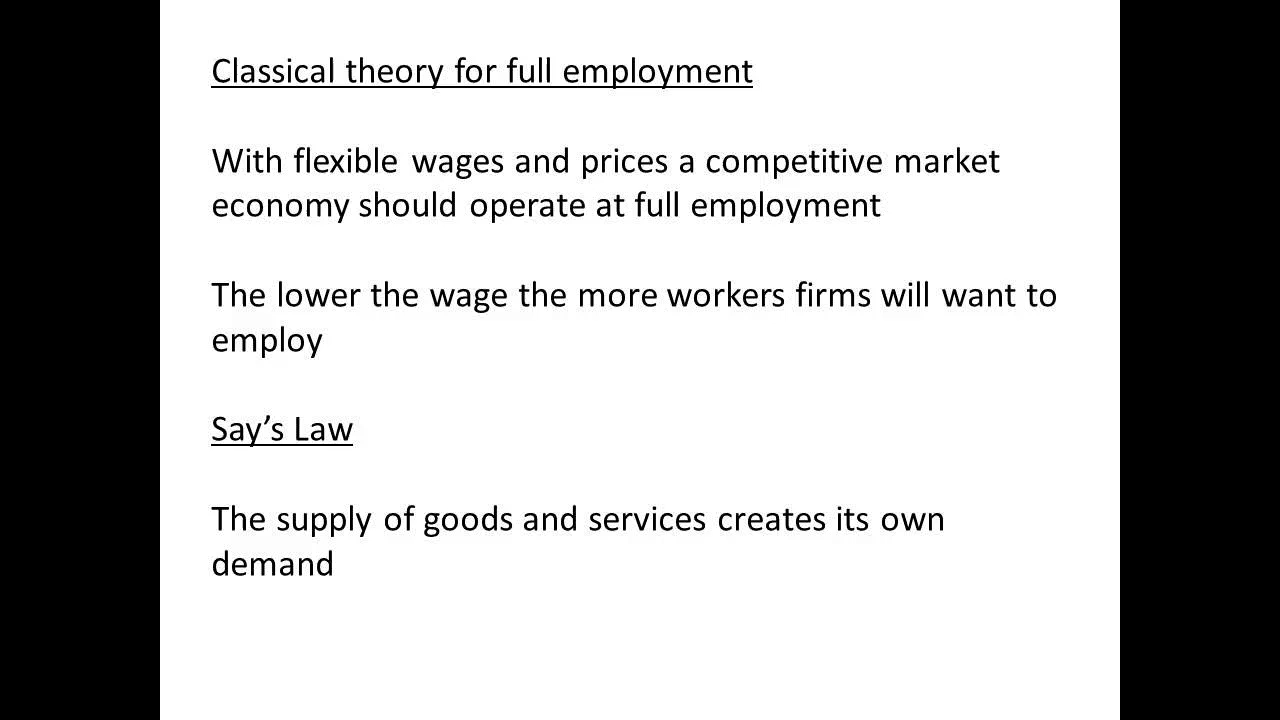 Classical theory for full employment
With flexible wages and prices a competitive market
economy should operate at full employment
The lower the wage the more workers firms will want to
employ
Say’s Law
The supply of goods and services creates its own
demand